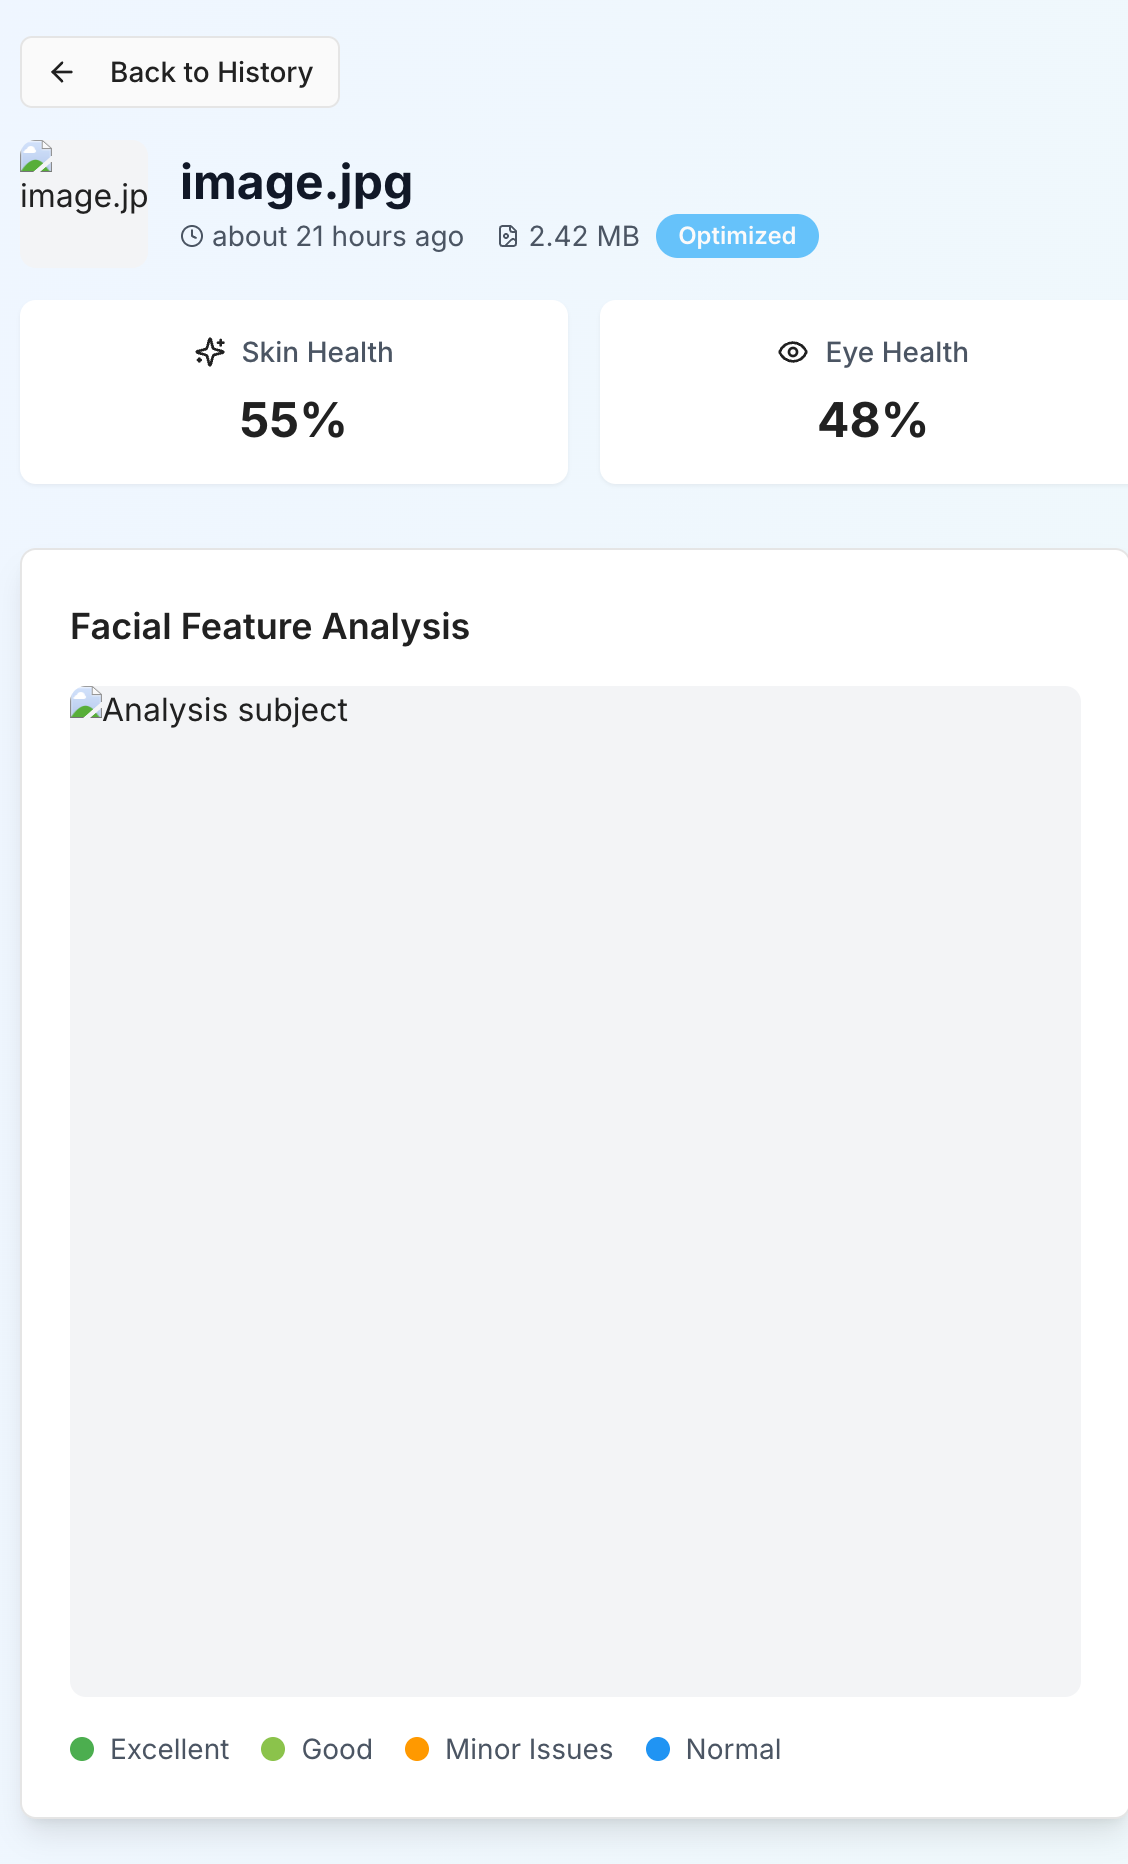 Back to History
image.jp
image.jpg
about 21 hours ago 2.42 MB Optimized
Skin Health
55%
Eye Health
48%
Facial Feature Analysis
Analysis subject
Excellent Good Minor Issues Normal